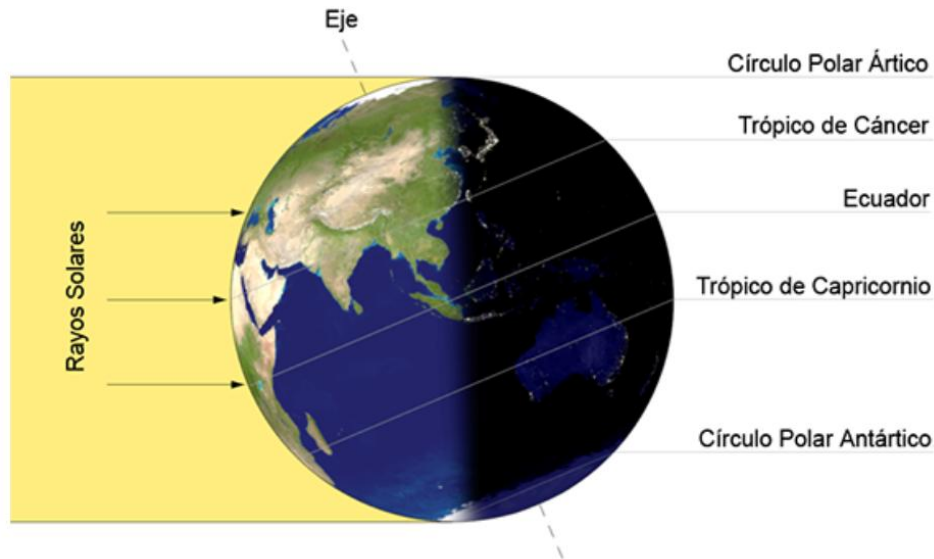 Eje
Círculo Polar Ártico
Trópico de Cáncer
Ecuador
Trópico de Capricornio
Rayos Solares
Círculo Polar Antártico